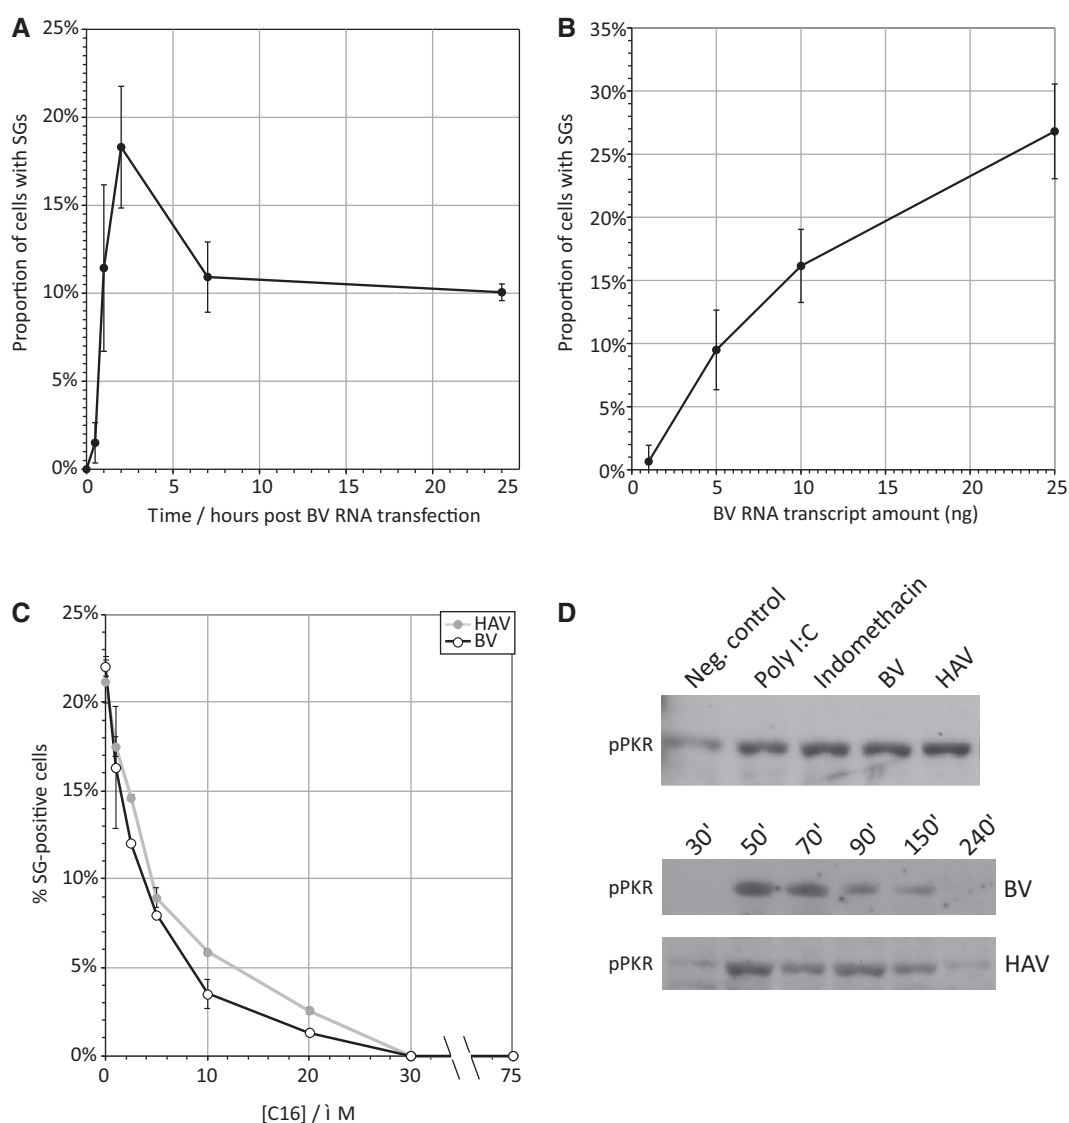 A
25%
20%
15%
10%
5%
0%
Proportion of cells with SGs
0 5 10 15 20 25
Time / hours post BV RNA transfection
B
35%
30%
25%
20%
15%
10%
5%
0%
Proportion of cells with SGs
0 5 10 15 20 25
BV RNA transcript amount (ng)
C
25%
20%
15%
10%
5%
0%
% SG-positive cells
HAV
BV
0 10 20 30 75
[C16] / ì M
D
Neg. control Poly I:C Indomethacin BV HAV
pPKR
30' 50' 70' 90' 150' 240'
pPKR BV
pPKR HAV